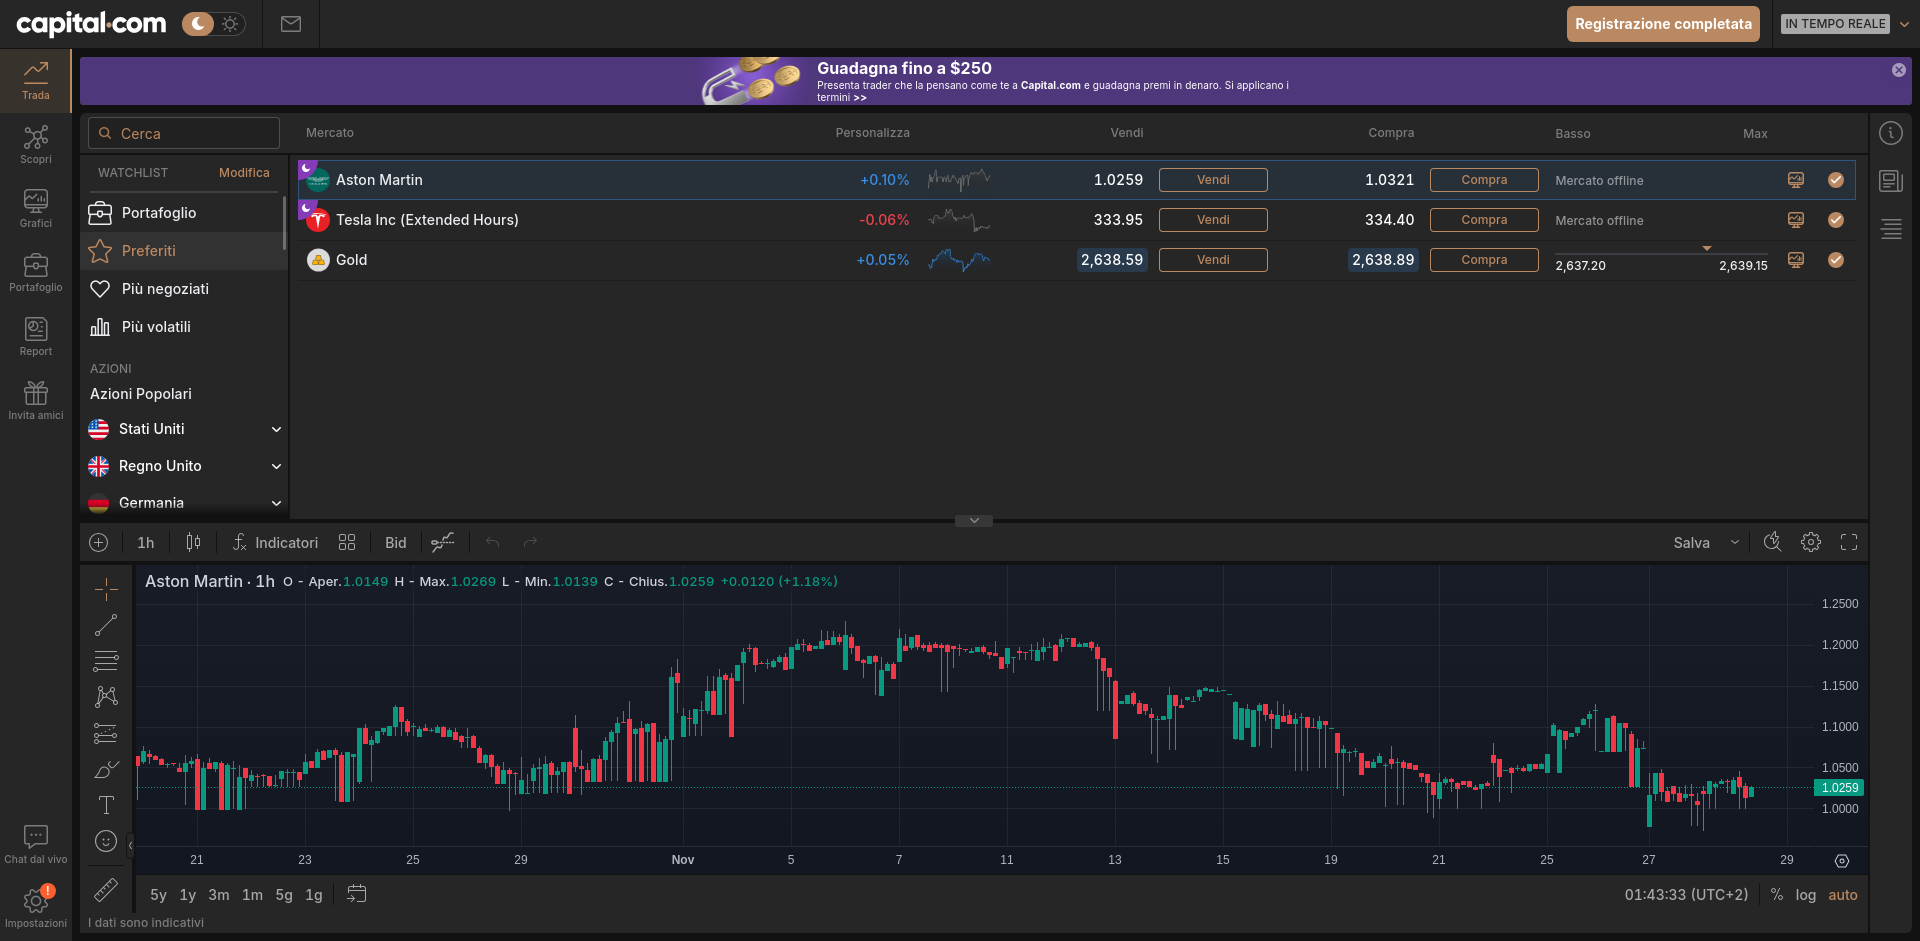 capital.com
Registrazione completata
IN TEMPO REALE
Guadagna fino a $250
Presenta trader che la pensano come te a Capital.com e guadagna premi in denaro. Si applicano i
termini >>
Trada
Scopri
Grafici
Portafoglio
Report
Invita amici
Chat dal vivo
!
Impostazioni
Cerca
WATCHLIST Modifica
Portafoglio
Preferiti
Più negoziati
Più volatili
AZIONI
Azioni Popolari
Stati Uniti
Regno Unito
Germania
Mercato Personalizza Vendi Compra Basso Max
Aston Martin +0.10% 1.0259 Vendi 1.0321 Compra Mercato offline
Tesla Inc (Extended Hours) -0.06% 333.95 Vendi 334.40 Compra Mercato offline
Gold +0.05% 2,638.59 Vendi 2,638.89 Compra 2,637.20 2,639.15
1h Indicatori Bid Salva
Aston Martin · 1h O - Aper.1.0149 H - Max.1.0269 L - Min.1.0139 C - Chius.1.0259 +0.0120 (+1.18%)
1.2500
1.2000
1.1500
1.1000
1.0500
1.0259
1.0000
21 23 25 29 Nov 5 7 11 13 15 19 21 25 27 29
5y 1y 3m 1m 5g 1g 01:43:33 (UTC+2) % log auto
I dati sono indicativi